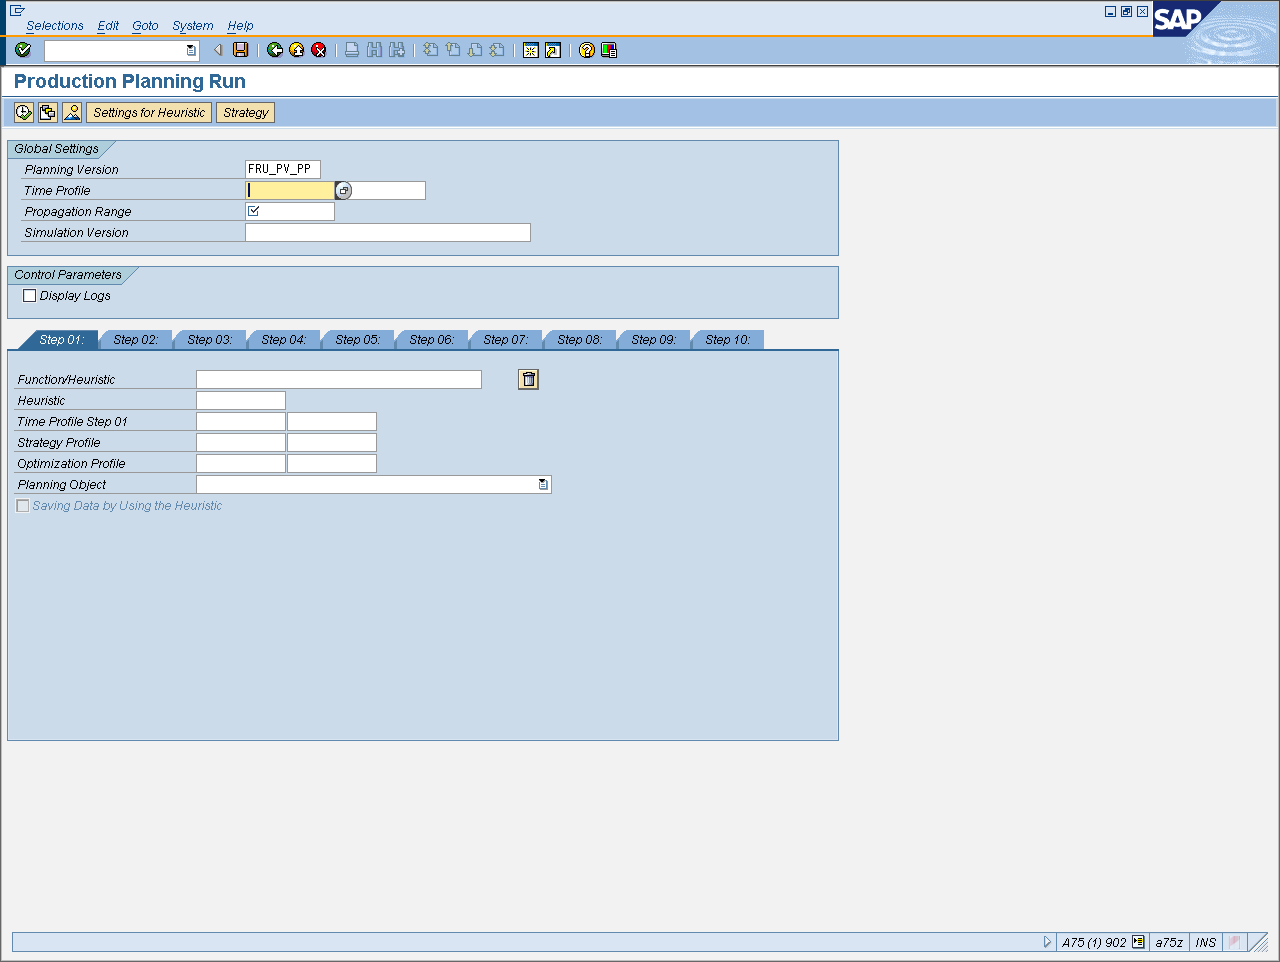 Selections Edit Goto System Help
SAP
Production Planning Run
Settings for Heuristic Strategy
Global Settings
Planning Version FRU_PV_PP
Time Profile
Propagation Range
Simulation Version
Control Parameters
Display Logs
Step 01: Step 02: Step 03: Step 04: Step 05: Step 06: Step 07: Step 08: Step 09: Step 10:
Function/Heuristic
Heuristic
Time Profile Step 01
Strategy Profile
Optimization Profile
Planning Object
Saving Data by Using the Heuristic
A75 (1) 902 a75z INS